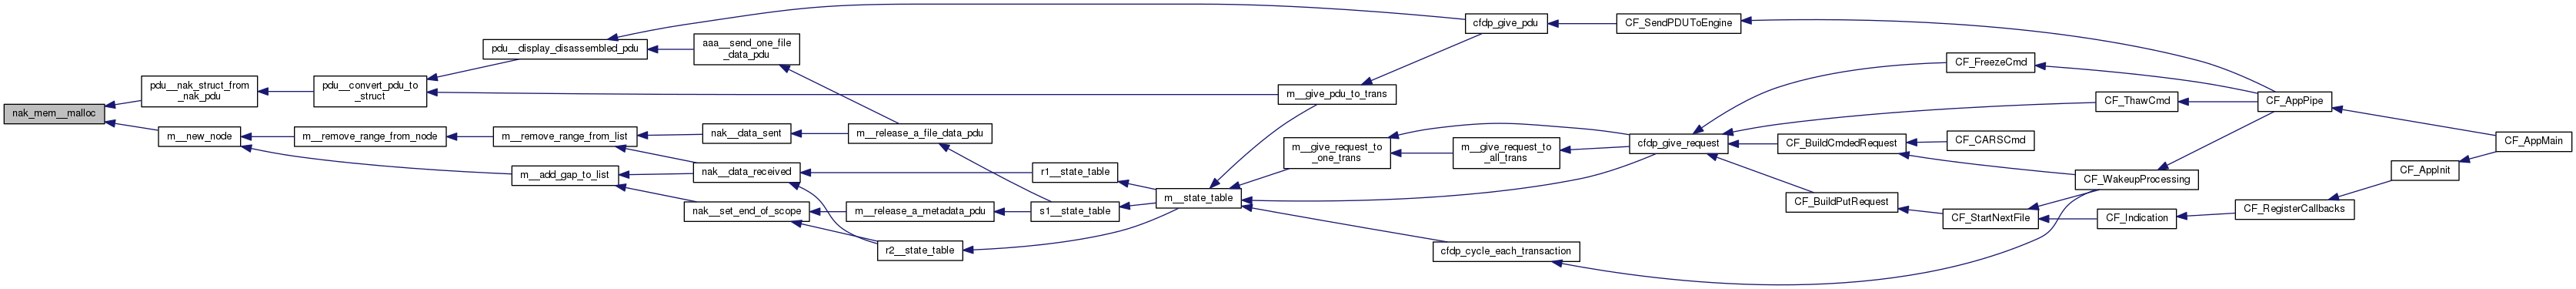 nak_mem__malloc
pdu__nak_struct_from
_nak_pdu
m__new_node
pdu__convert_pdu_to
_struct
m__remove_range_from_node
pdu__display_disassembled_pdu
m__remove_range_from_list
m__add_gap_to_list
aaa__send_one_file
_data_pdu
nak__data_sent
nak__data_received
nak__set_end_of_scope
m__release_a_file_data_pdu
m__release_a_metadata_pdu
r2__state_table
r1__state_table
s1__state_table
m__state_table
m__give_pdu_to_trans
m__give_request_to
_one_trans
cfdp_give_pdu
m__give_request_to
_all_trans
cfdp_cycle_each_transaction
CF_SendPDUToEngine
cfdp_give_request
CF_FreezeCmd
CF_ThawCmd
CF_BuildCmdedRequest
CF_CARSCmd
CF_BuildPutRequest
CF_StartNextFile
CF_WakeupProcessing
CF_Indication
CF_AppPipe
CF_RegisterCallbacks
CF_AppInit
CF_AppMain